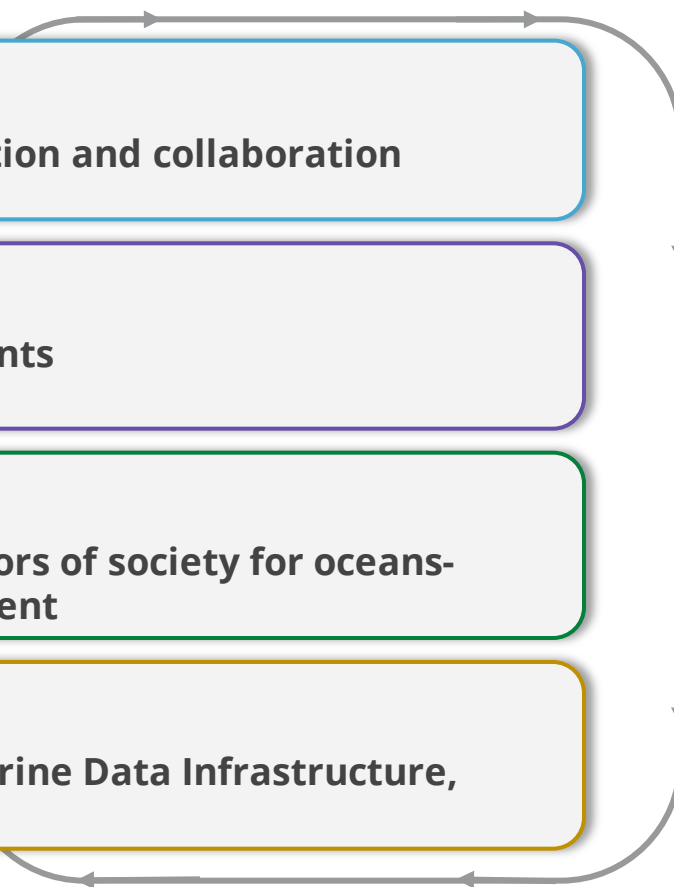 tion and collaboration
nts
ors of society for oceans-
ent
rine Data Infrastructure,